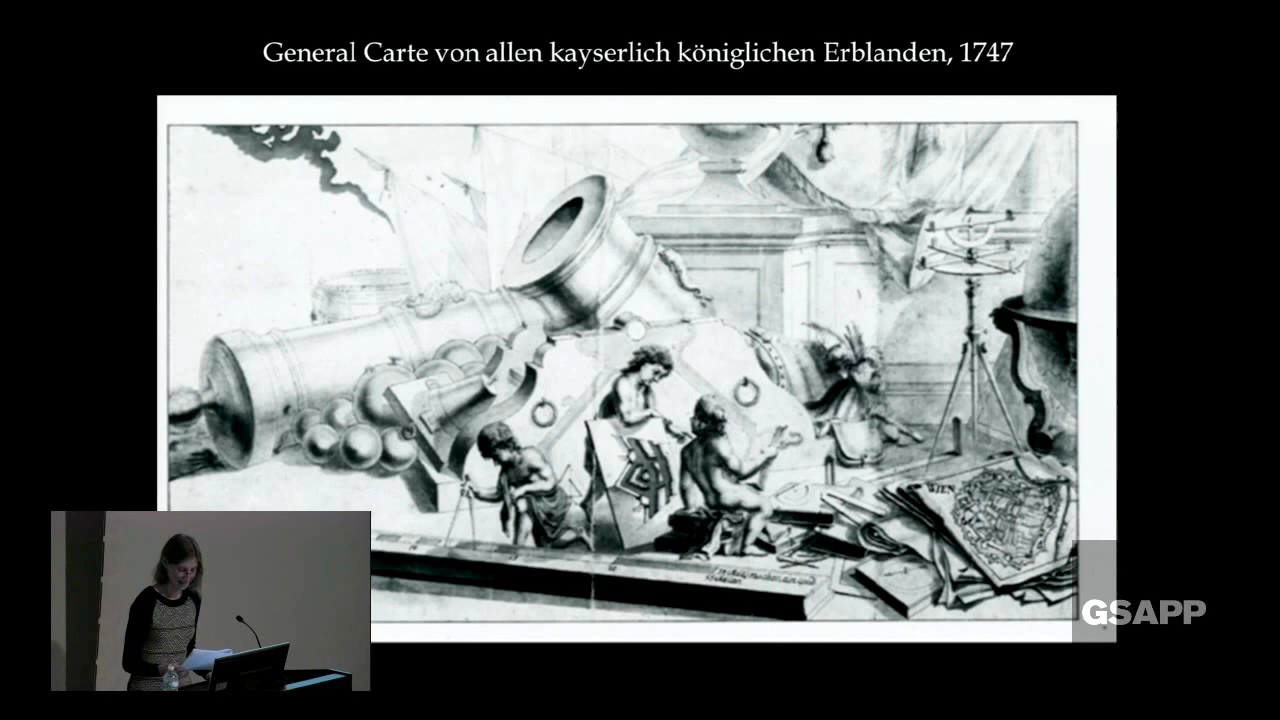 General Carte von allen kayserlich königlichen Erblanden, 1747
WIEN
GSAPP